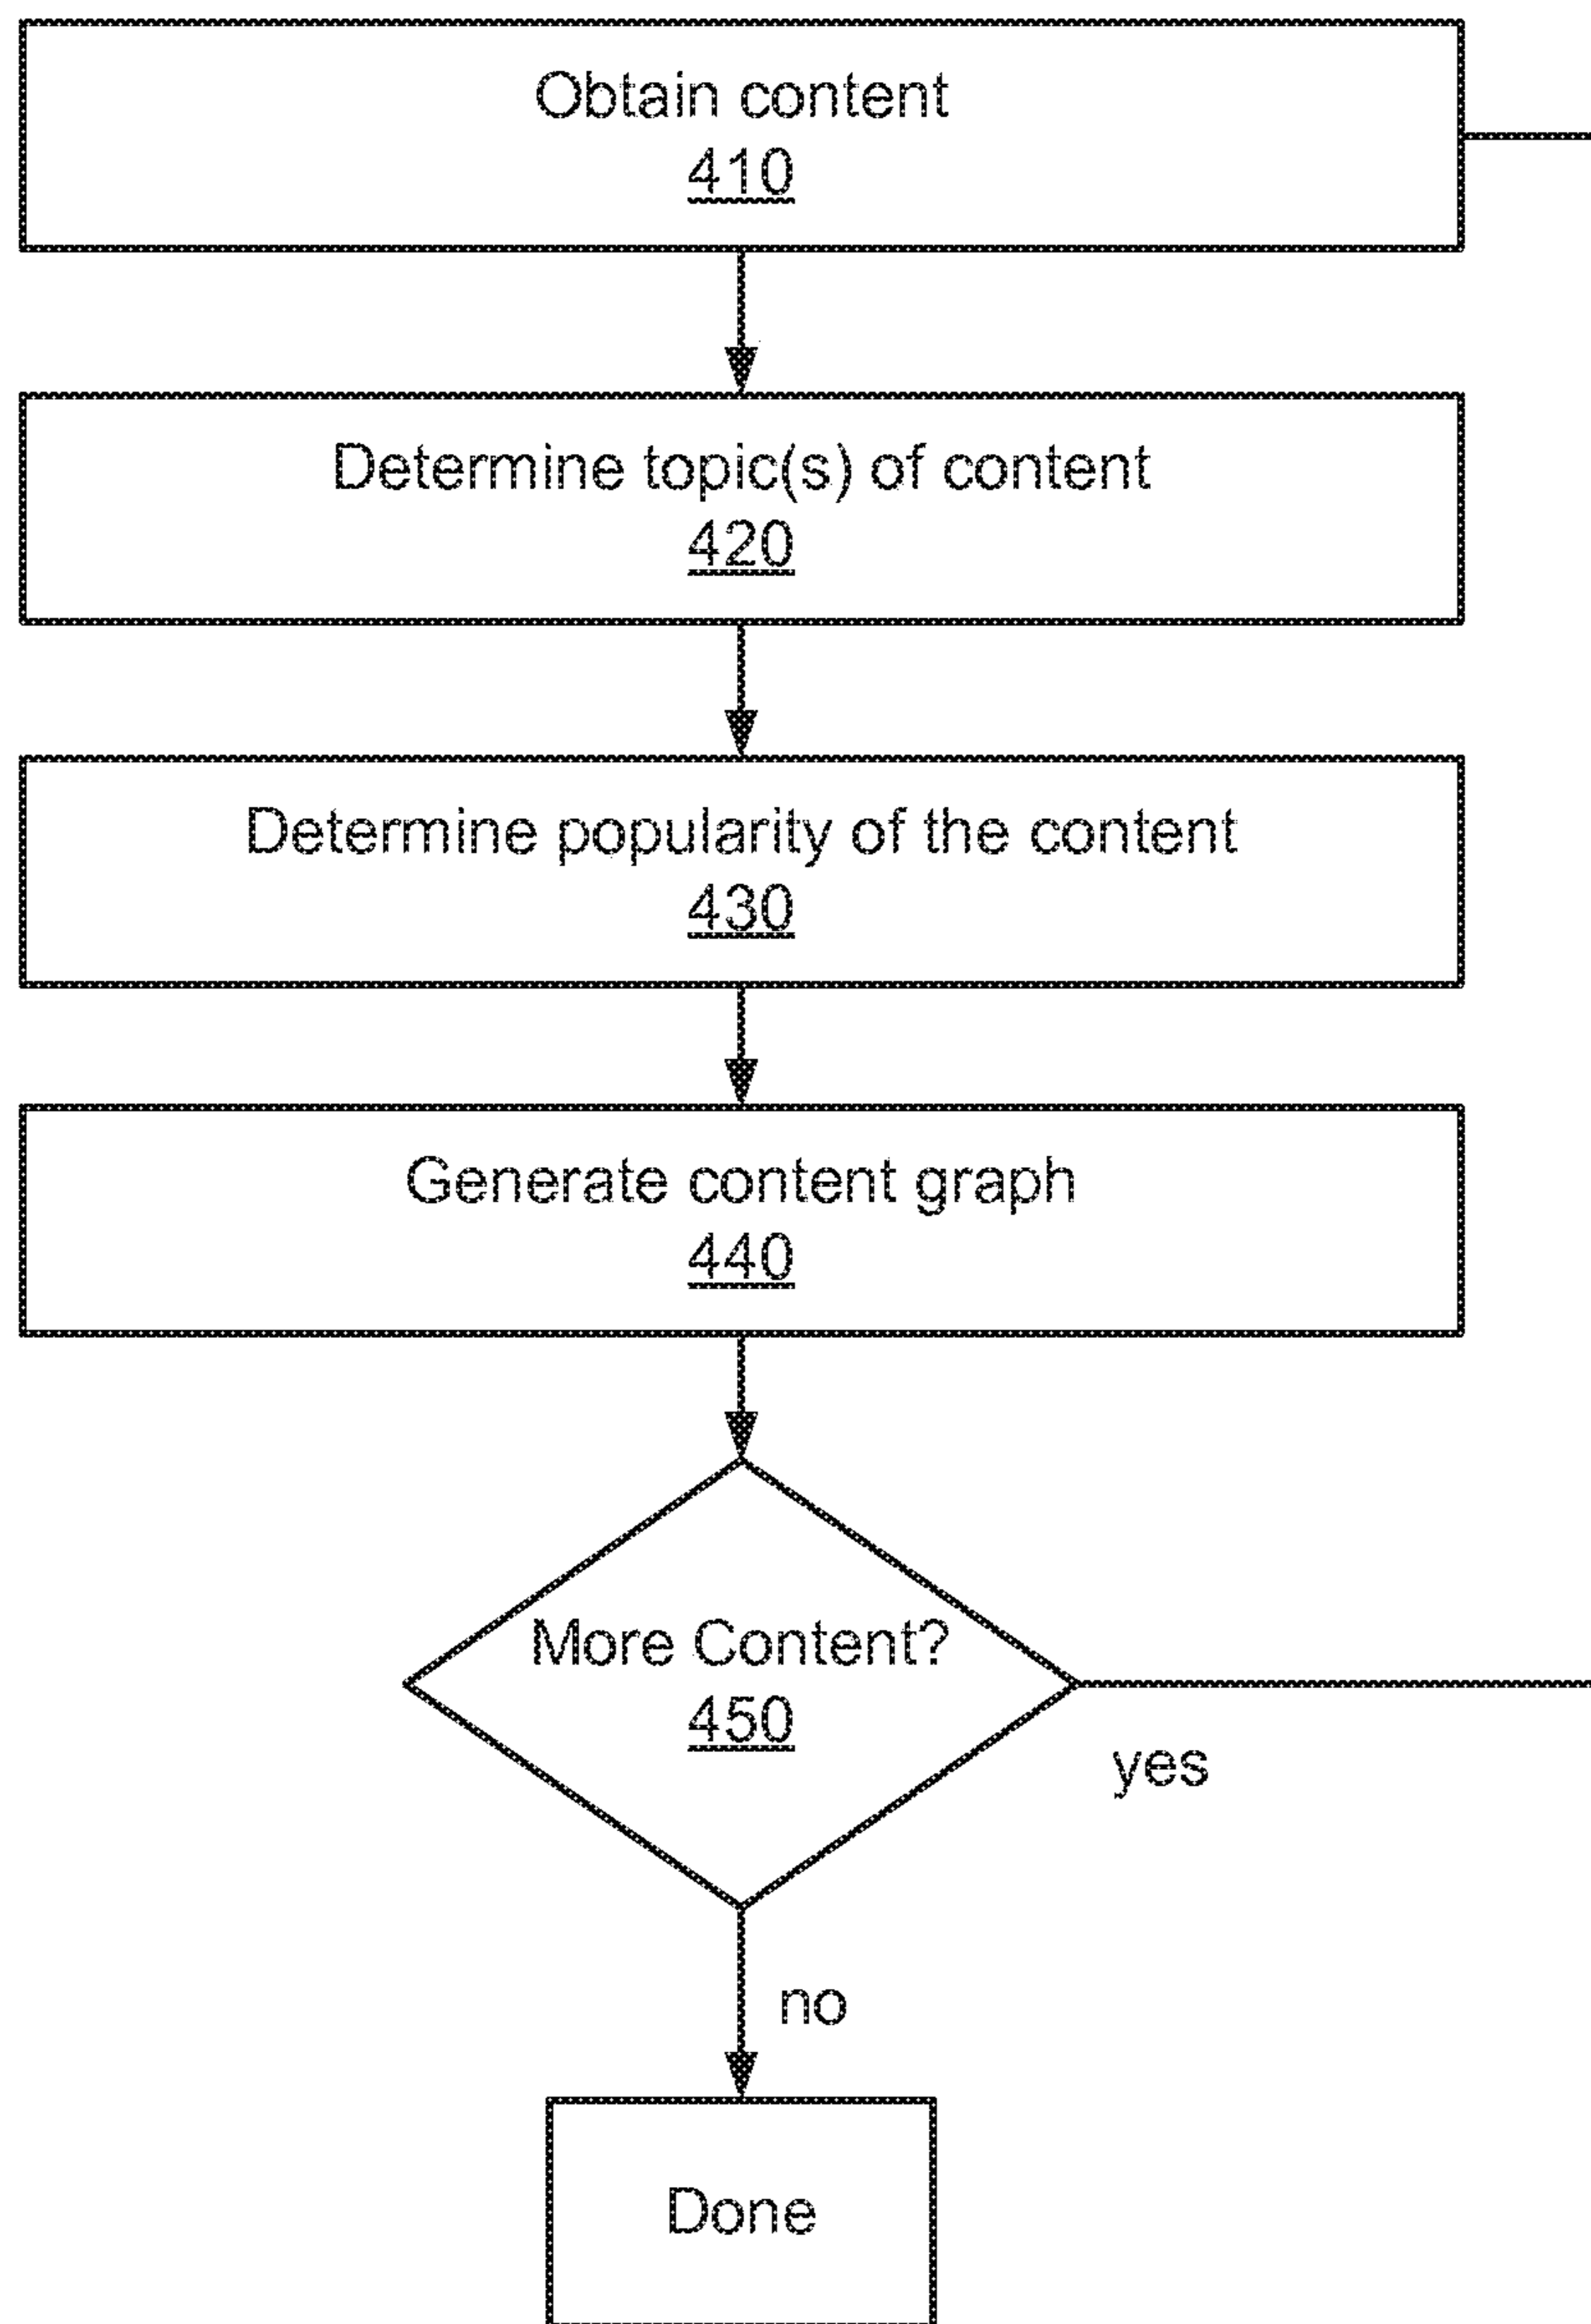 Obtain content
410
Determine topic(s) of content
420
Determine popularity of the content
430
Generate content graph
440
More Content?
450
yes
no
Done